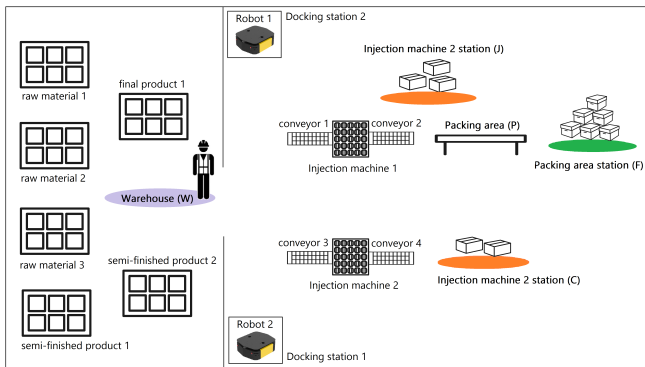 Robot 1
Docking station 2
Injection machine 2 station (J)
raw material 1
final product 1
conveyor 1
conveyor 2
Injection machine 1
Packing area (P)
Packing area station (F)
raw material 2
Warehouse (W)
raw material 3
semi-finished product 2
conveyor 3
conveyor 4
Injection machine 2
Injection machine 2 station (C)
semi-finished product 1
Robot 2
Docking station 1